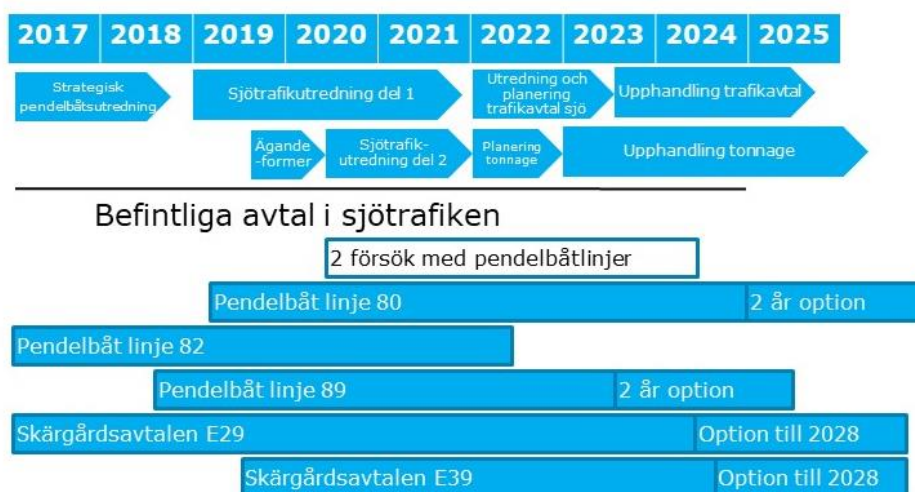 2017 2018 2019 2020 2021 2022 2023 2024 2025
Strategisk
pendelbåtsutredning
Sjötrafikutredning del 1
Utredning och
planering
trafikavtal sjö
Upphandling trafikavtal
Ägande
-former
Sjötrafik-
utredning del 2
Planering
tonnage
Upphandling tonnage
Befintliga avtal i sjötrafiken
2 försök med pendelbåtlinjer
Pendelbåt linje 80
2 år option
Pendelbåt linje 82
Pendelbåt linje 89
2 år option
Skärgårdsavtalen E29
Option till 2028
Skärgårdsavtalen E39
Option till 2028